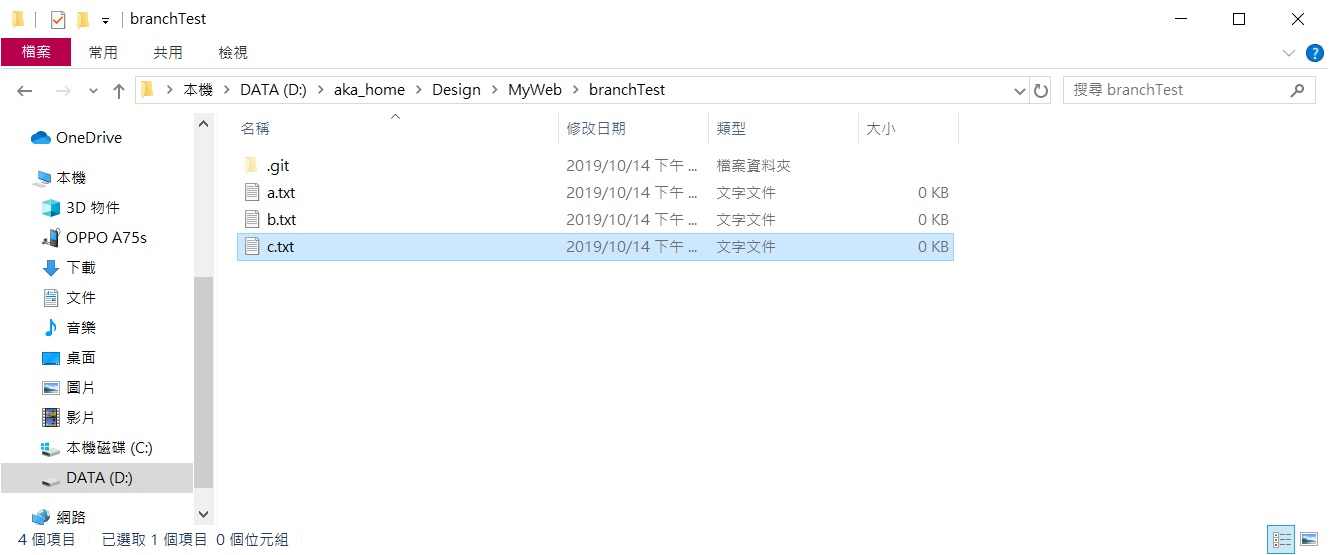 branchTest
檔案 常用 共用 檢視
本機 DATA (D:) aka_home Design MyWeb branchTest 搜尋 branchTest
名稱 修改日期 類型 大小
OneDrive
本機
3D 物件
OPPO A75s
下載
文件
音樂
桌面
圖片
影片
本機磁碟 (C:)
DATA (D:)
網路
.git 2019/10/14 下午 ... 檔案資料夾
a.txt 2019/10/14 下午 ... 文字文件 0 KB
b.txt 2019/10/14 下午 ... 文字文件 0 KB
c.txt 2019/10/14 下午 ... 文字文件 0 KB
4 個項目 已選取 1 個項目 0 個位元組